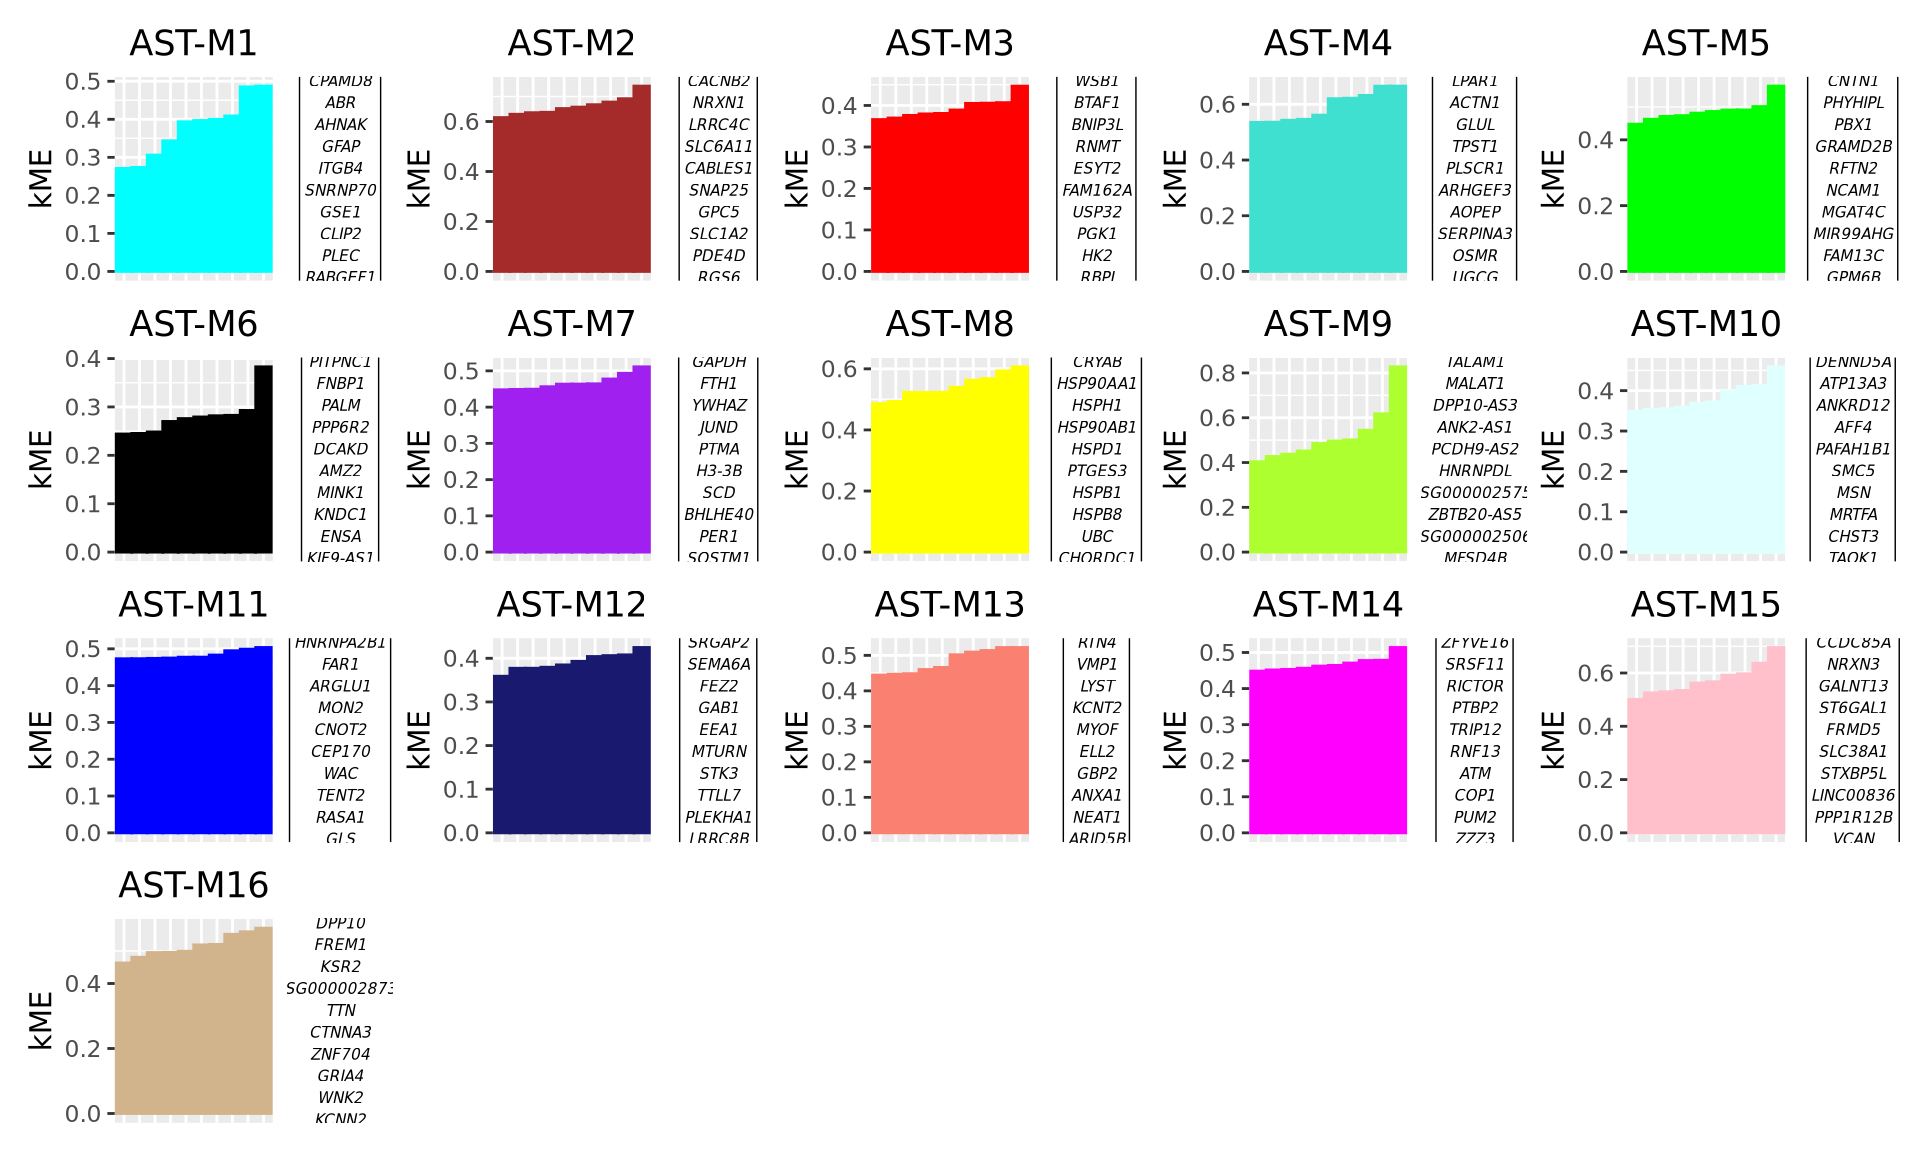 AST-M1
AST-M2
AST-M3
AST-M4
AST-M5
kME
0.5
0.4
0.3
0.2
0.1
0.0
CPAMD8
ABR
AHNAK
GFAP
ITGB4
SNRNP70
GSE1
CLIP2
PLEC
RABGEF1
kME
0.6
0.4
0.2
0.0
CACNB2
NRXN1
LRRC4C
SLC6A11
CABLES1
SNAP25
GPC5
SLC1A2
PDE4D
RGS6
kME
0.4
0.3
0.2
0.1
0.0
WSB1
BTAF1
BNIP3L
RNMT
ESYT2
FAM162A
USP32
PGK1
HK2
RBPJ
kME
0.6
0.4
0.2
0.0
LPAR1
ACTN1
GLUL
TPST1
PLSCR1
ARHGEF3
AOPEP
SERPINA3
OSMR
UGCG
kME
0.4
0.2
0.0
CNTN1
PHYHIPL
PBX1
GRAMD2B
RFTN2
NCAM1
MGAT4C
MIR99AHG
FAM13C
GPM6B
AST-M6
AST-M7
AST-M8
AST-M9
AST-M10
kME
0.4
0.3
0.2
0.1
0.0
PITPNC1
FNBP1
PALM
PPP6R2
DCAKD
AMZ2
MINK1
KNDC1
ENSA
KIF9-AS1
kME
0.5
0.4
0.3
0.2
0.1
0.0
GAPDH
FTH1
YWHAZ
JUND
PTMA
H3-3B
SCD
BHLHE40
PER1
SQSTM1
kME
0.6
0.4
0.2
0.0
CRYAB
HSP90AA1
HSPH1
HSP90AB1
HSPD1
PTGES3
HSPB1
HSPB8
UBC
CHORDC1
kME
0.8
0.6
0.4
0.2
0.0
TALAM1
MALAT1
DPP10-AS3
ANK2-AS1
PCDH9-AS2
HNRNPDL
SG00000257
ZBTB20-AS5
SG00000250
MFSD4B
kME
0.4
0.3
0.2
0.1
0.0
DENND5A
ATP13A3
ANKRD12
AFF4
PAFAH1B1
SMC5
MSN
MRTFA
CHST3
TAOK1
AST-M11
AST-M12
AST-M13
AST-M14
AST-M15
kME
0.5
0.4
0.3
0.2
0.1
0.0
HNRNPA2B1
FAR1
ARGLU1
MON2
CNOT2
CEP170
WAC
TENT2
RASA1
GLS
kME
0.4
0.3
0.2
0.1
0.0
SRGAP2
SEMA6A
FEZ2
GAB1
EEA1
MTURN
STK3
TTLL7
PLEKHA1
LRRC8B
kME
0.5
0.4
0.3
0.2
0.1
0.0
RTN4
VMP1
LYST
KCNT2
MYOF
ELL2
GBP2
ANXA1
NEAT1
ARID5B
kME
0.5
0.4
0.3
0.2
0.1
0.0
ZFYVE16
SRSF11
RICTOR
PTBP2
TRIP12
RNF13
ATM
COP1
PUM2
ZZZ3
kME
0.6
0.4
0.2
0.0
CCDC85A
NRXN3
GALNT13
ST6GAL1
FRMD5
SLC38A1
STXBP5L
LINC00836
PPP1R12B
VCAN
AST-M16
kME
0.4
0.2
0.0
DPP10
FREM1
KSR2
SG00000287
TTN
CTNNA3
ZNF704
GRIA4
WNK2
KCNN2